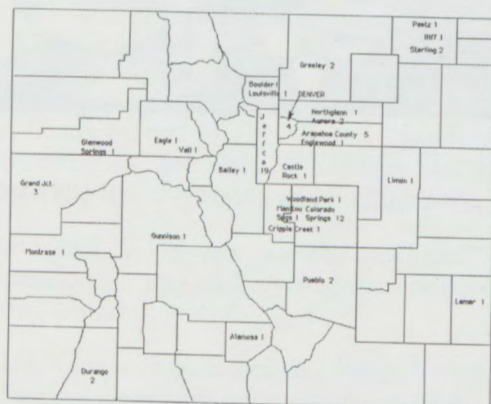 Peetz 1
Iliff 1
Sterling 2
Greeley 2
Boulder 1
Louisville 1
DENVER
4
Northglenn 1
Aurora 2
Arapahoe County 5
Englewood 1
J
e
f
f
c
o
19
Glenwood
Springs 1
Eagle 1
Vail 1
Bailey 1
Castle
Rock 1
Limon 1
Grand Jct.
3
Woodland Park 1
Manitou Colorado
Spgs 1 Springs 12
Cripple Creek 1
Montrose 1
Gunnison 1
Pueblo 2
Lamar 1
Alamosa 1
Durango
2